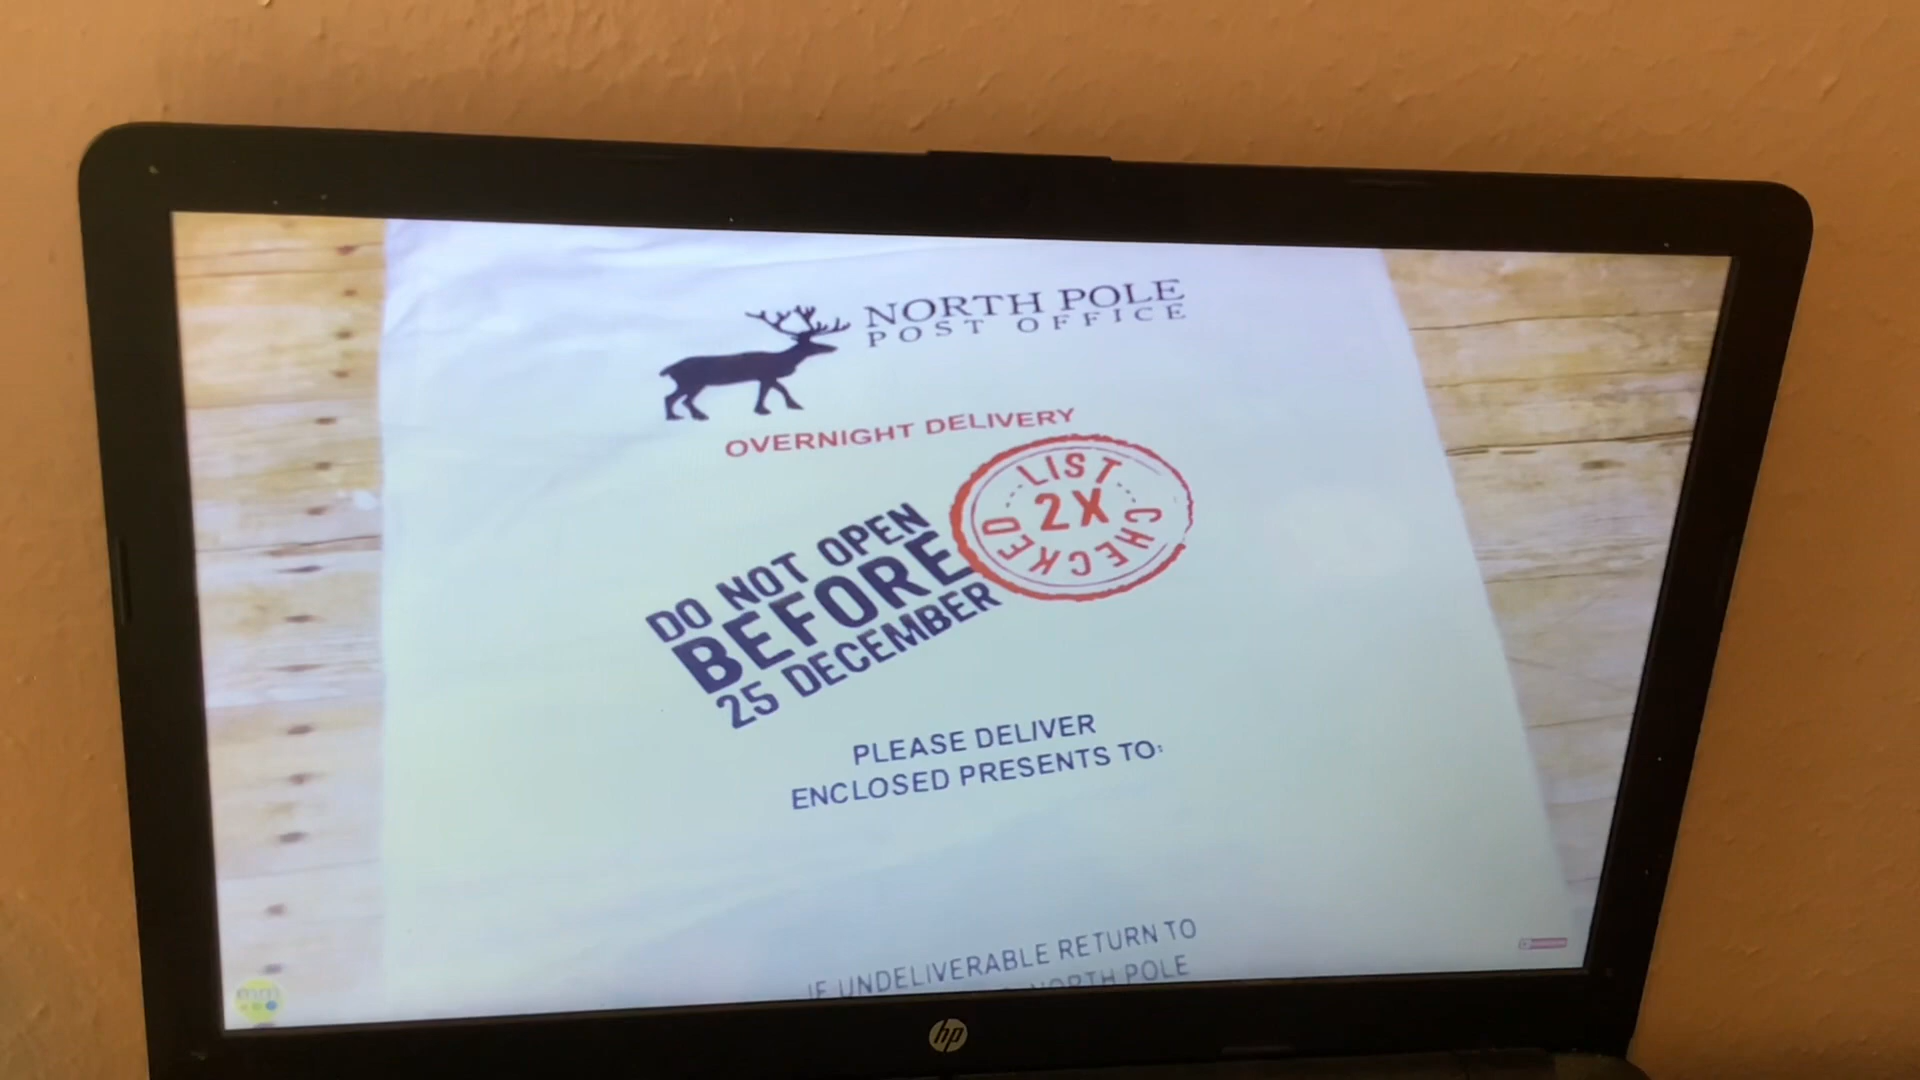 NORTH POLE
POST OFFICE
OVERNIGHT DELIVERY
LIST
2X
CHECKED
DO NOT OPEN
BEFORE
25 DECEMBER
PLEASE DELIVER
ENCLOSED PRESENTS TO:
IF UNDELIVERABLE RETURN TO
NORTH POLE
hp